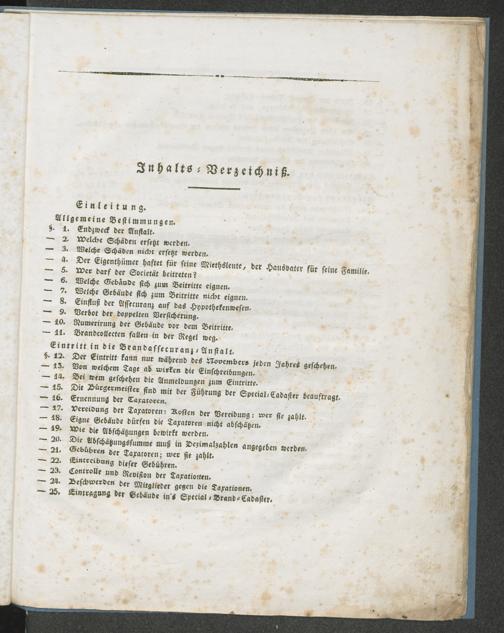 Inhalts-Verzeichniß.
Einleitung.
Allgemeine Bestimmungen.
§. 1. Endzweck der Anstalt.
— 2. Welche Schäden ersetzt werden.
— 3. Welche Schäden nicht ersetzt werden.
— 4. Der Eigenthümer haftet für seine Miethsleute, der Hausvater für seine Familie.
— 5. Wer darf der Societät beitreten?
— 6. Welche Gebäude sich zum Beitritte eignen.
— 7. Welche Gebäude sich zum Beitritte nicht eignen.
— 8. Einfluß der Assecuranz auf das Hypothekenwesen.
— 9. Verbot der doppelten Versicherung.
— 10. Numerirung der Gebäude vor dem Beitritte.
— 11. Brandcollecten fallen in der Regel weg.
Eintritt in die Brandassecuranz-Anstalt.
§. 12. Der Eintritt kann nur während des Novembers jeden Jahres geschehen.
— 13. Von welchem Tage ab wirken die Einschreibungen.
— 14. Bei wem geschehen die Anmeldungen zum Eintritte.
— 15. Die Bürgermeister sind mit der Führung der Special-Cadaster beauftragt.
— 16. Ernennung der Taxatoren.
— 17. Vereidung der Taxatoren: Kosten der Vereidung; wer sie zahlt.
— 18. Eigne Gebäude dürfen die Taxatoren nicht abschätzen.
— 19. Wie die Abschätzungen bewirkt werden.
— 20. Die Abschätzungssumme muß in Dezimalzahlen angegeben werden.
— 21. Gebühren der Taxatoren; wer sie zahlt.
— 22. Eintreibung dieser Gebühren.
— 23. Controlle und Revision der Taxationen.
— 24. Beschwerden der Mitglieder gegen die Taxationen.
— 25. Eintragung der Gebäude in's Special-Brand-Cadaster.